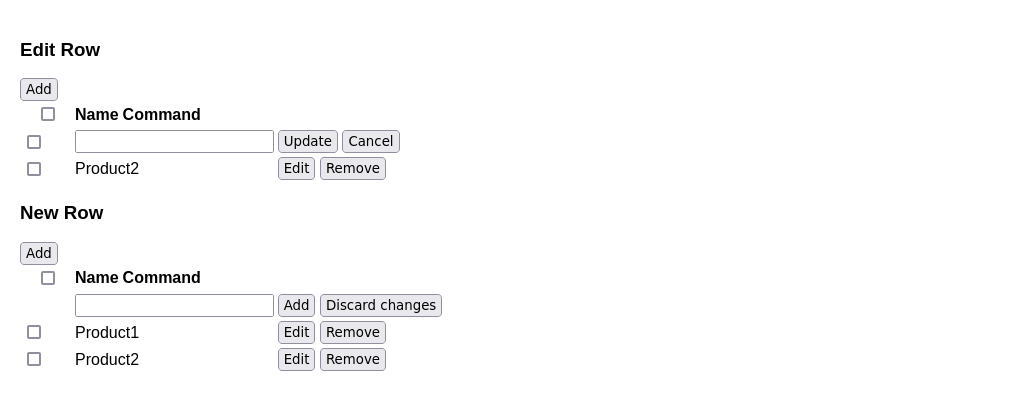 Edit Row
Add
Name Command
Update Cancel
Product2 Edit Remove
New Row
Add
Name Command
Add Discard changes
Product1 Edit Remove
Product2 Edit Remove